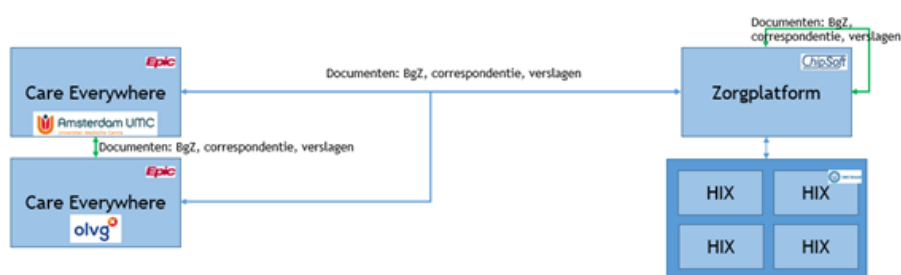 Documenten: BgZ,
correspondentie, verslagen
Epic
Care Everywhere
Amsterdam UMC
Documenten: BgZ, correspondentie, verslagen
ChipSoft
Zorgplatform
Documenten: BgZ, correspondentie, verslagen
Epic
Care Everywhere
olvg
HIX
HIX
HIX
HIX